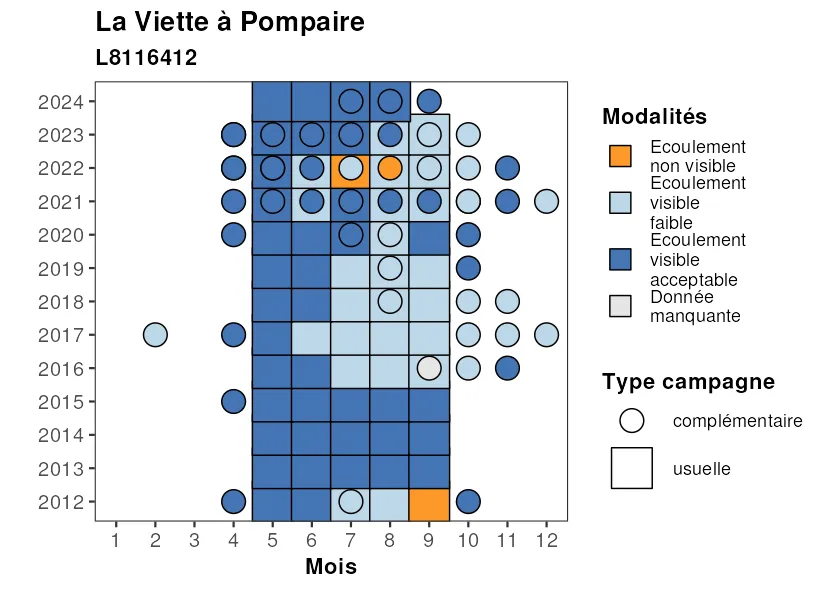 La Viette à Pompaire
L8116412
2024
2023
2022
2021
2020
2019
2018
2017
2016
2015
2014
2013
2012
1 2 3 4 5 6 7 8 9 10 11 12
Mois
Modalités
Ecoulement
non visible
Ecoulement
visible
faible
Ecoulement
visible
acceptable
Donnée
manquante
Type campagne
complémentaire
usuelle